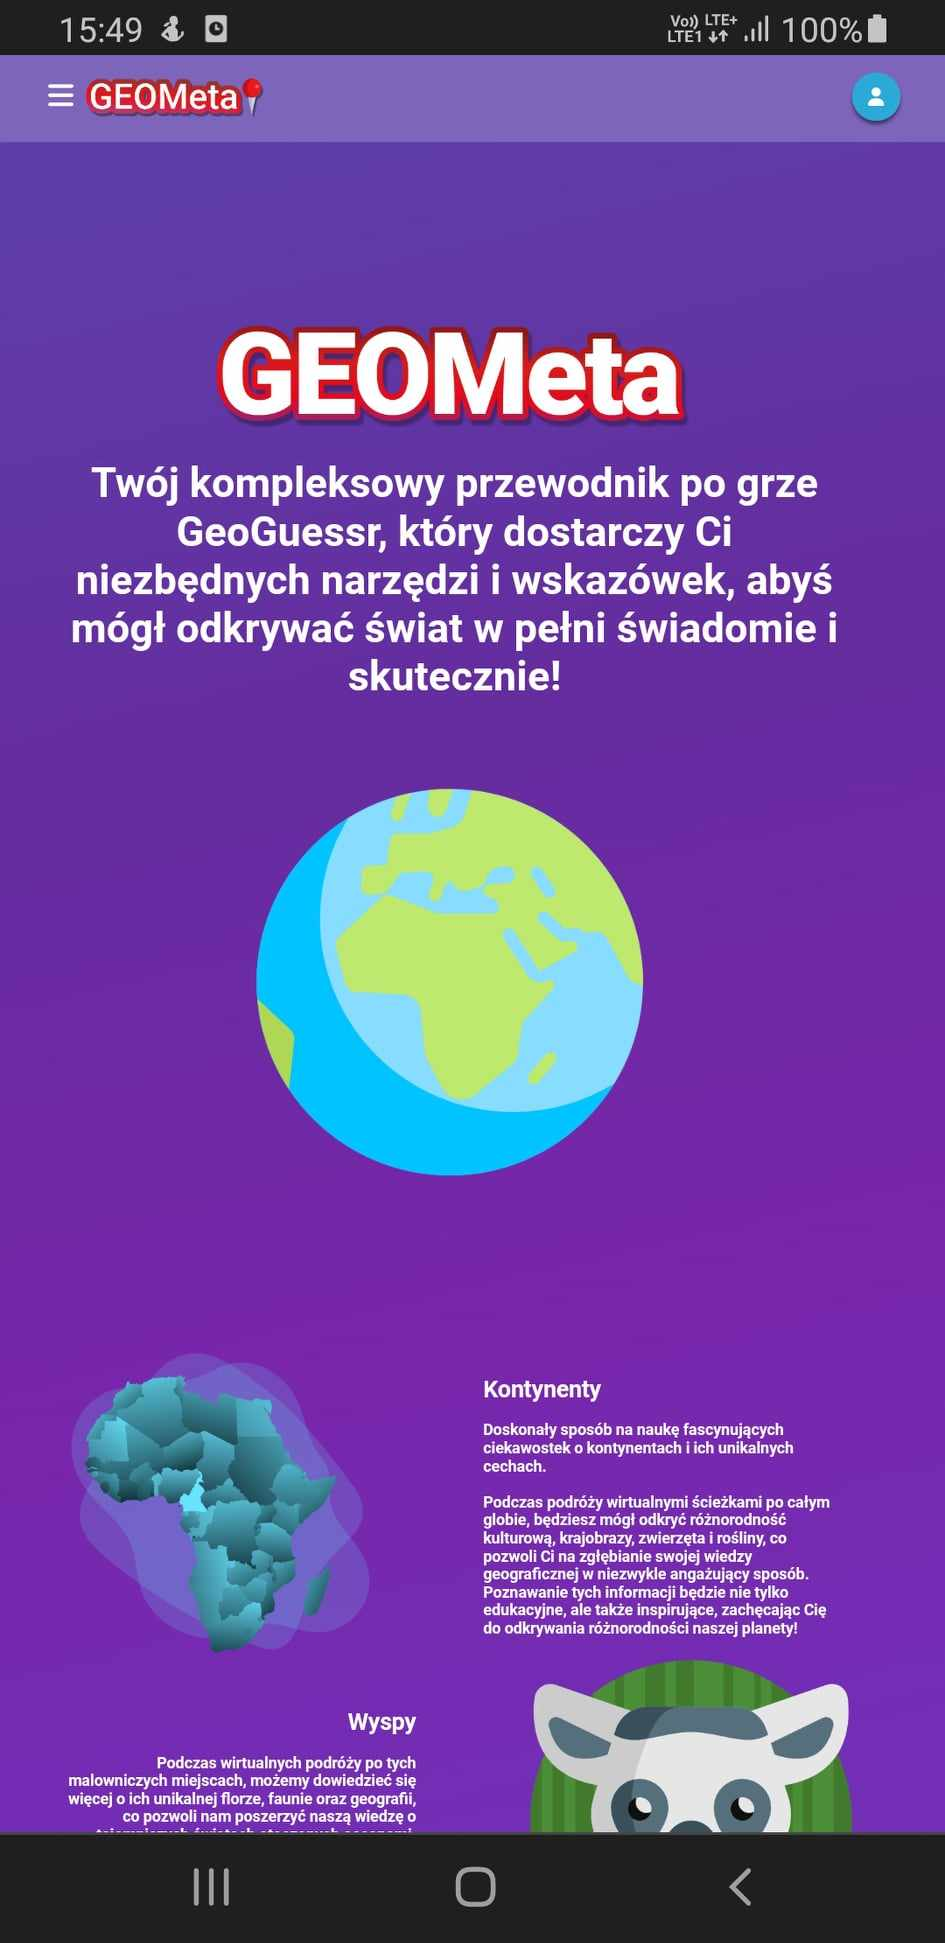 15:49
Vo)) LTE+
LTE1
100%
GEOMeta
GEOMeta
Twój kompleksowy przewodnik po grze
GeoGuessr, który dostarczy Ci
niezbędnych narzędzi i wskazówek, abyś
mógł odkrywać świat w pełni świadomie i
skutecznie!
Kontynenty
Doskonały sposób na naukę fascynujących
ciekawostek o kontynentach i ich unikalnych
cechach.
Podczas podróży wirtualnymi ścieżkami po całym
globie, będziesz mógł odkryć różnorodność
kulturową, krajobrazy, zwierzęta i rośliny, co
pozwoli Ci na zgłębianie swojej wiedzy
geograficznej w niezwykle angażujący sposób.
Poznawanie tych informacji będzie nie tylko
edukacyjne, ale także inspirujące, zachęcając Cię
do odkrywania różnorodności naszej planety!
Wyspy
Podczas wirtualnych podróży po tych
malowniczych miejscach, możemy dowiedzieć się
więcej o ich unikalnej florze, faunie oraz geografii,
co pozwoli nam poszerzyć naszą wiedzę o